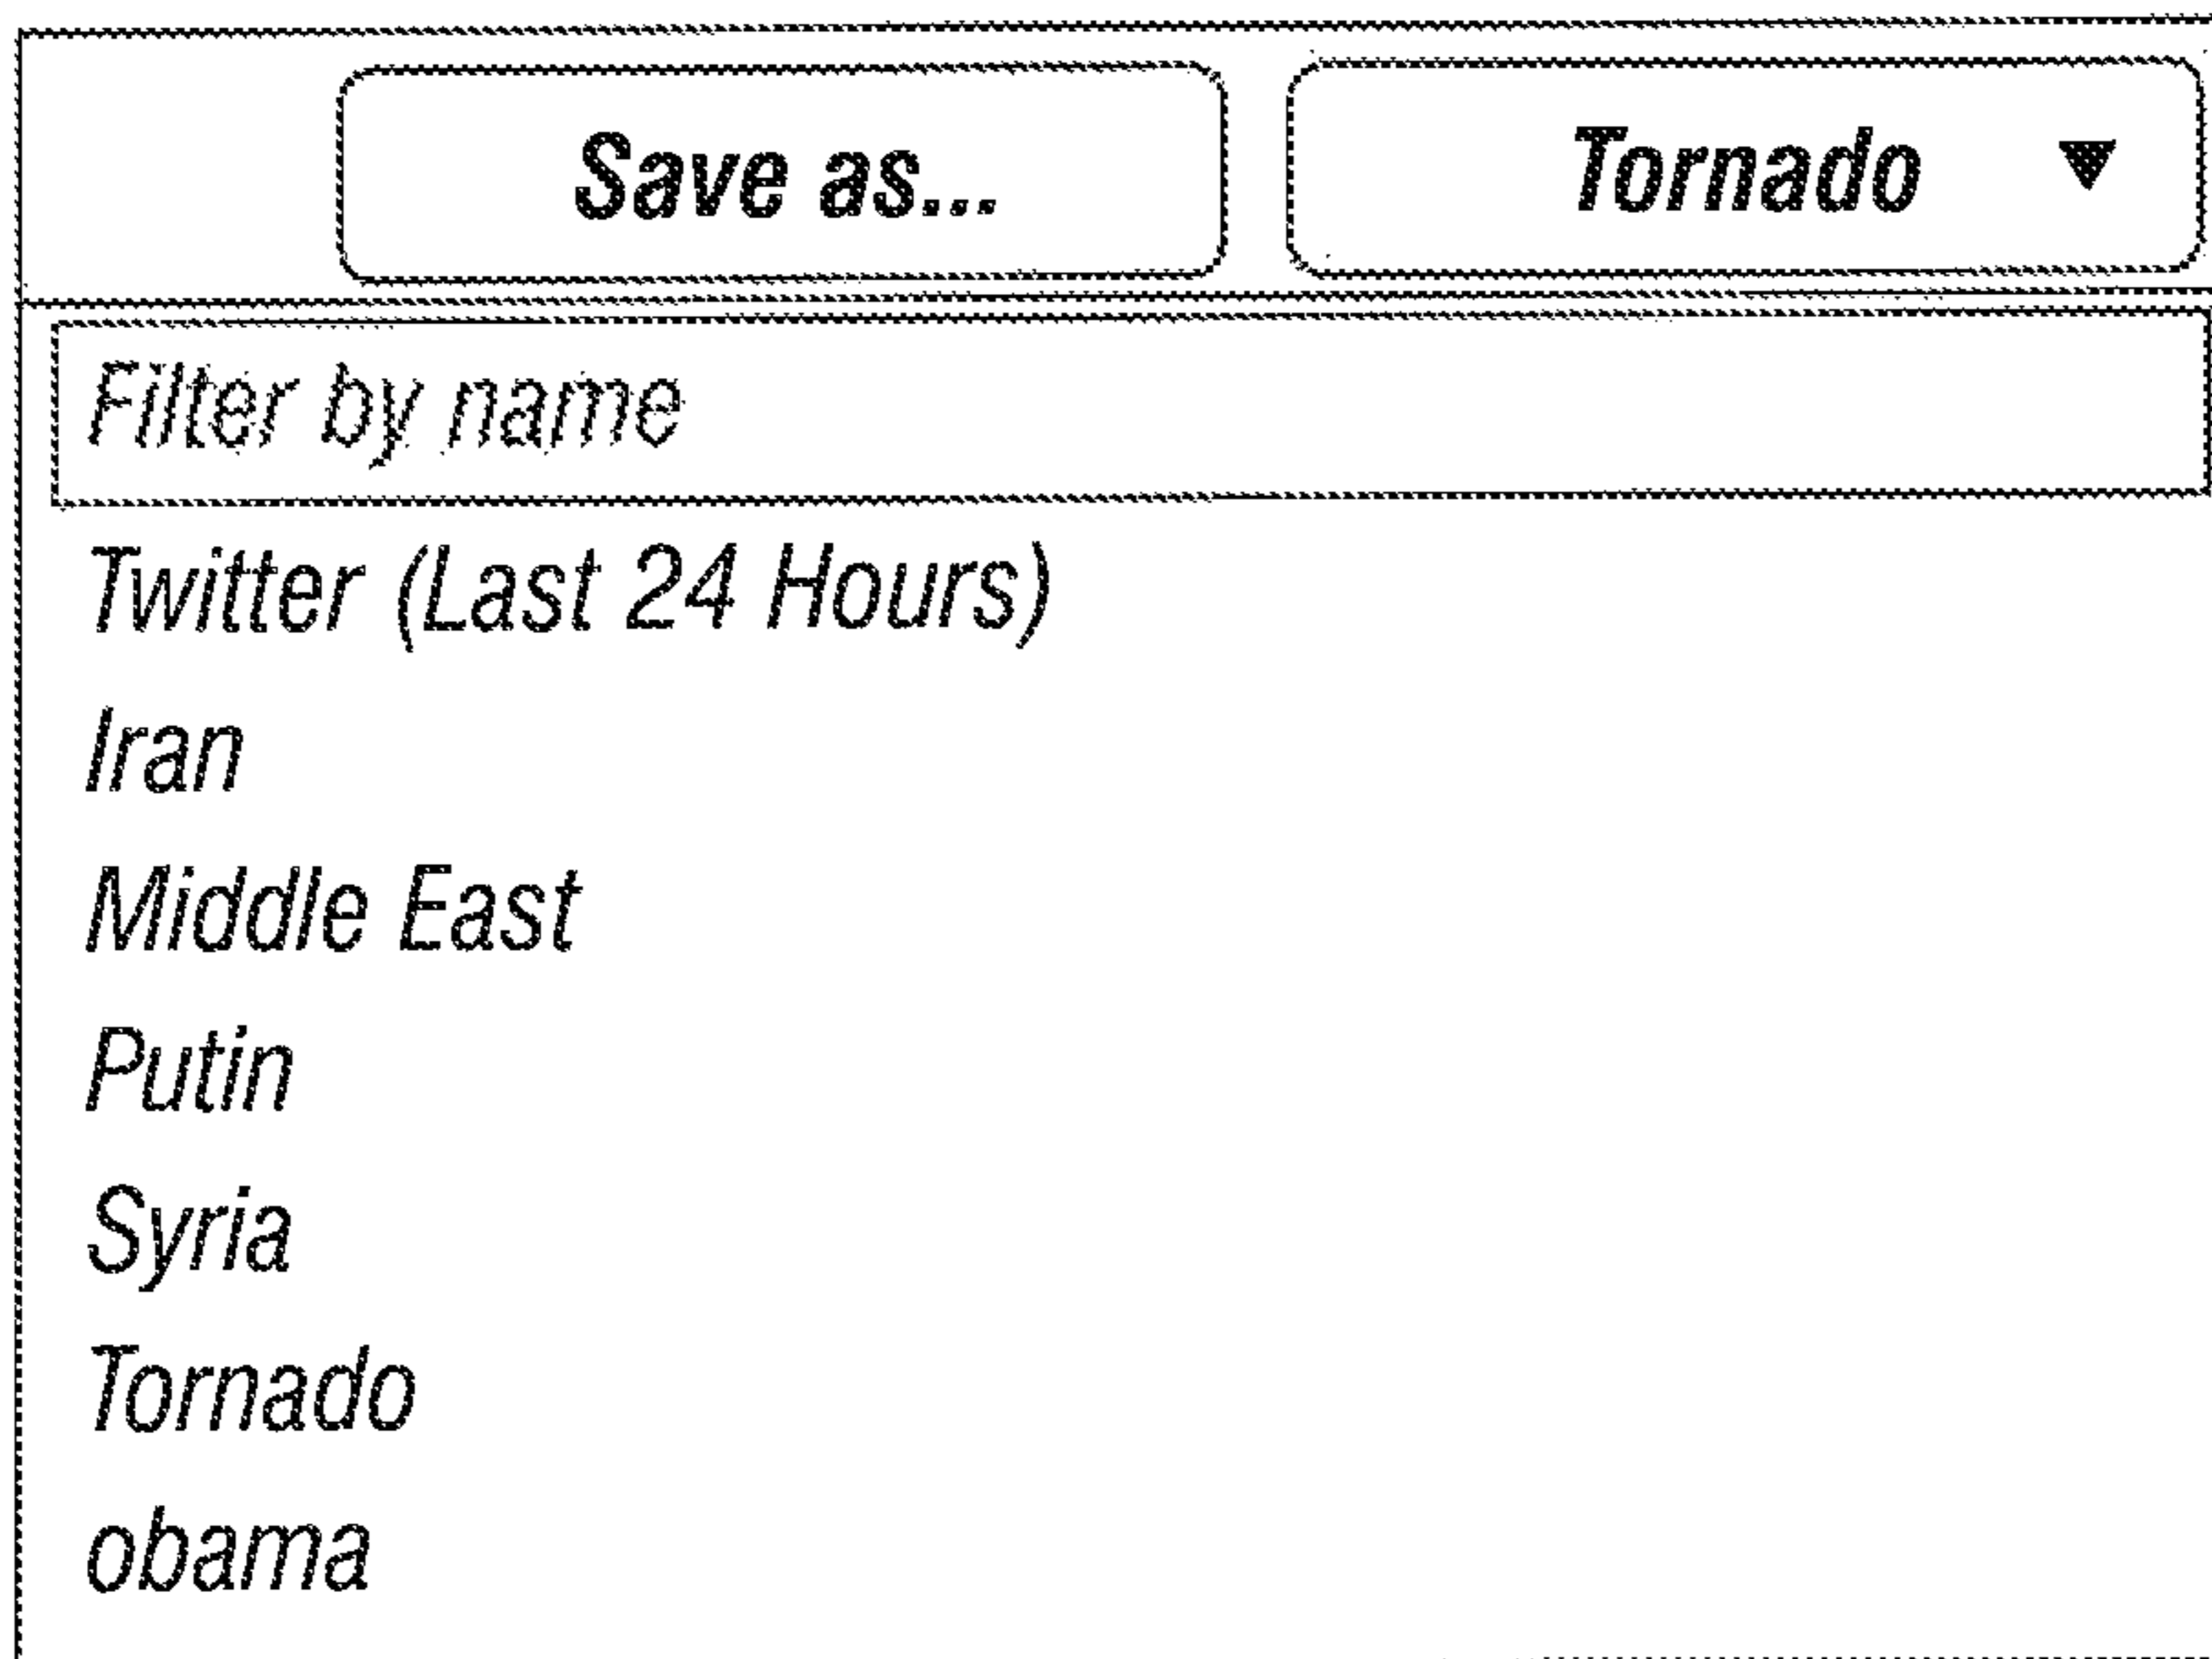 Save as... Tornado ▼
Filter by name
Twitter (Last 24 Hours)
Iran
Middle East
Putin
Syria
Tornado
obama